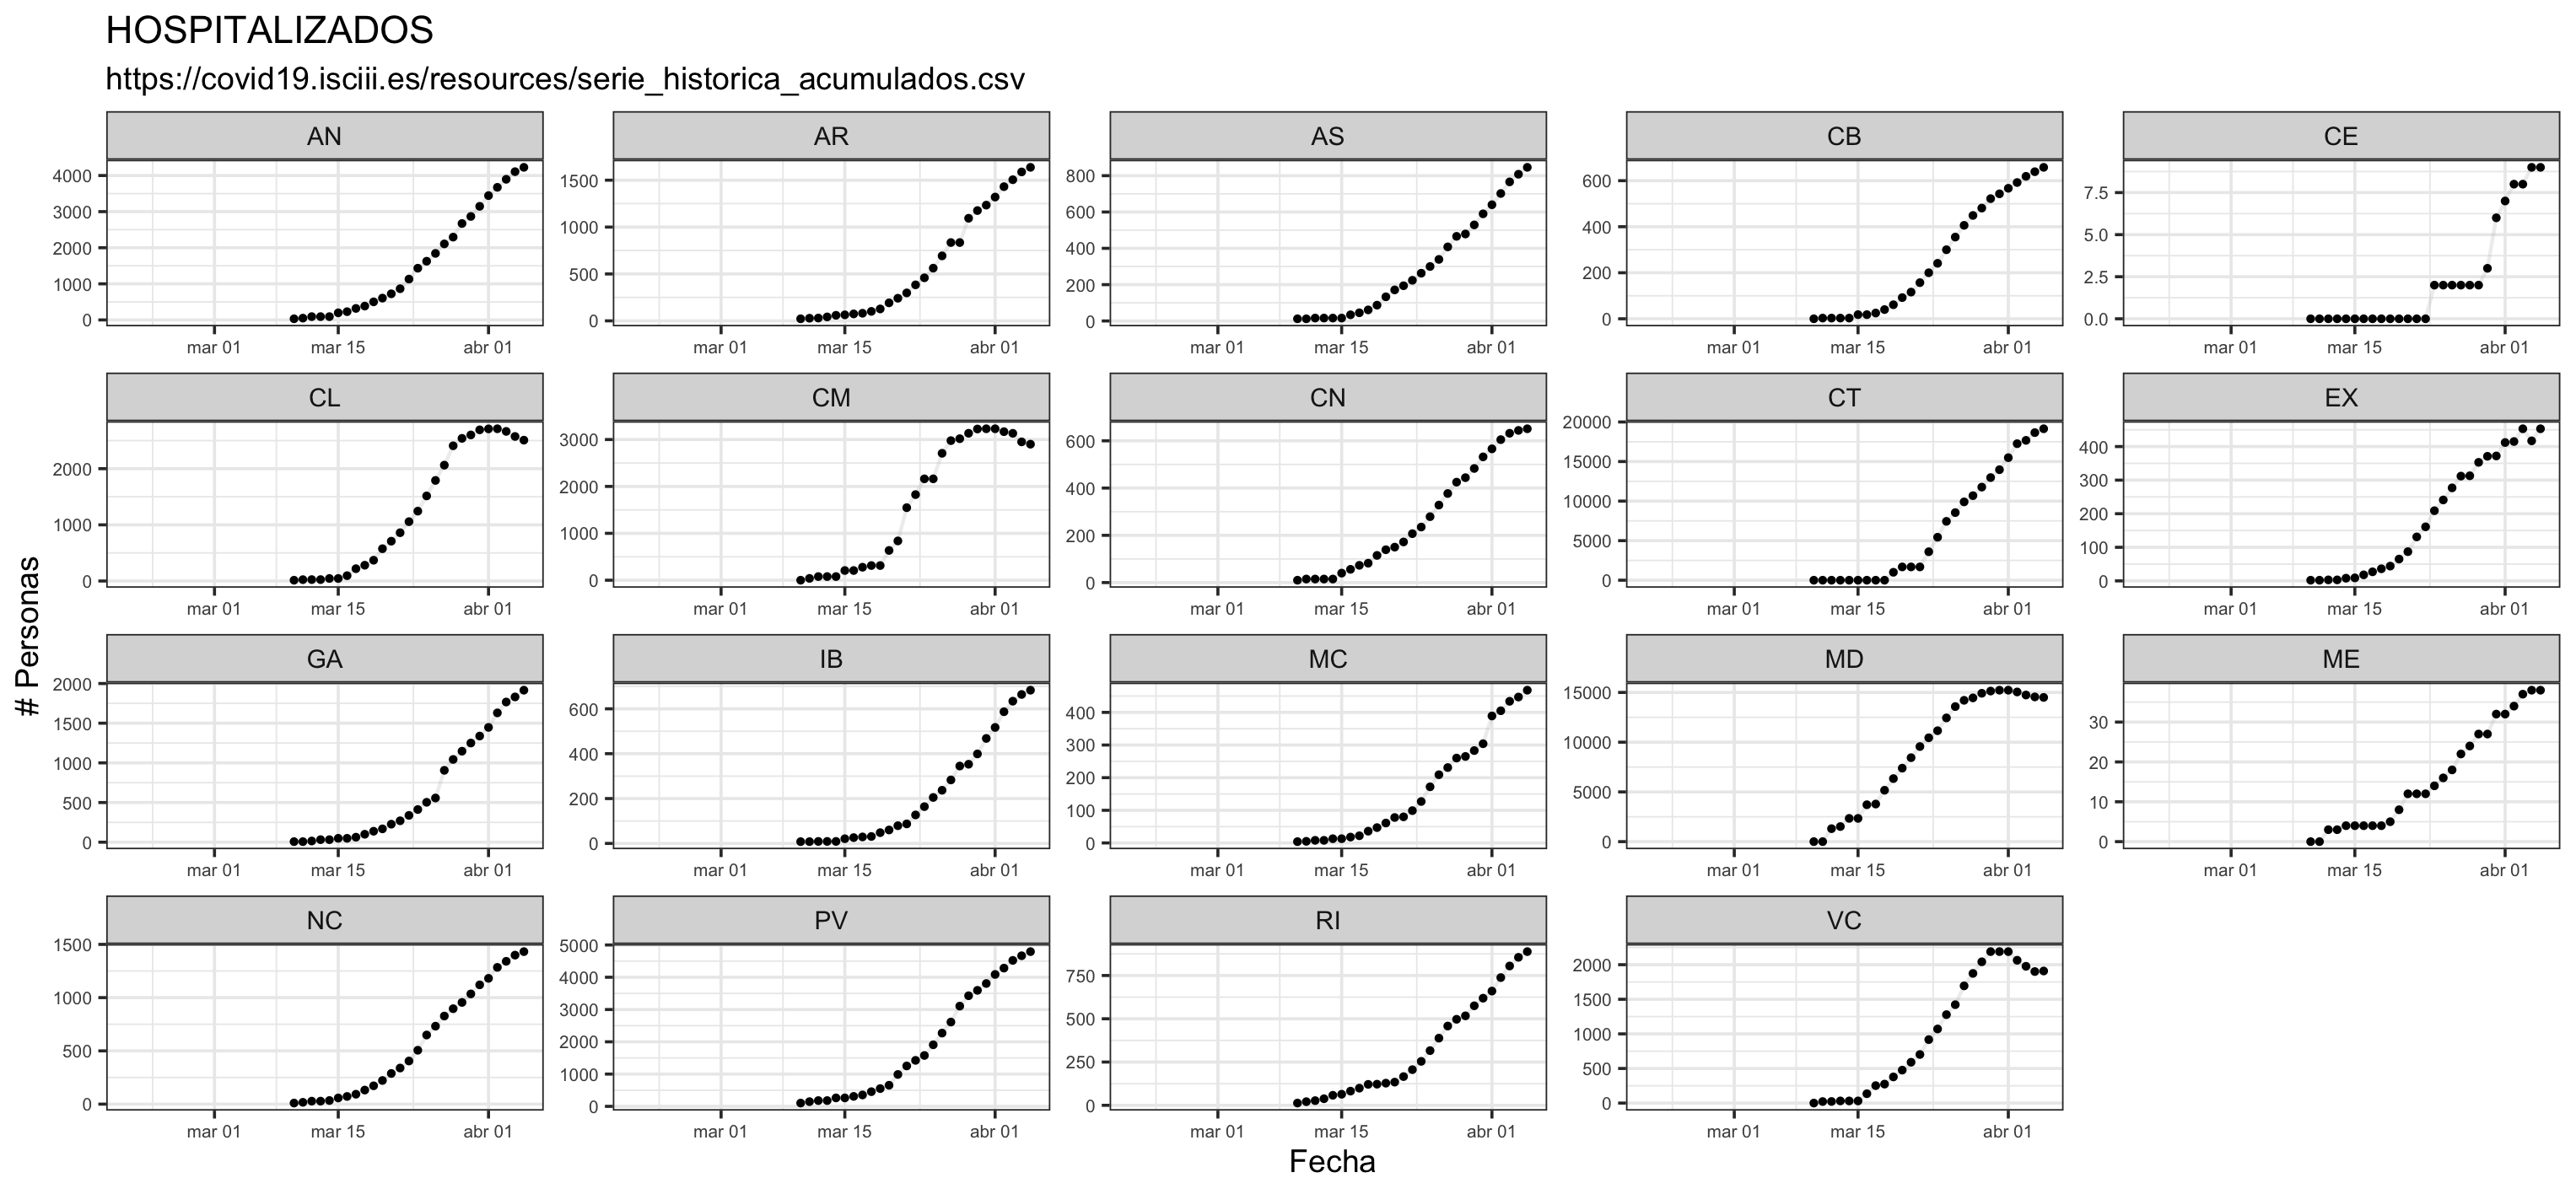 HOSPITALIZADOS
https://covid19.isciii.es/resources/serie_historica_acumulados.csv
# Personas
AN
4000
3000
2000
1000
0
mar 01 mar 15 abr 01
AR
1500
1000
500
0
mar 01 mar 15 abr 01
AS
800
600
400
200
0
mar 01 mar 15 abr 01
CB
600
400
200
0
mar 01 mar 15 abr 01
CE
7.5
5.0
2.5
0.0
mar 01 mar 15 abr 01
CL
2000
1000
0
mar 01 mar 15 abr 01
CM
3000
2000
1000
0
mar 01 mar 15 abr 01
CN
600
400
200
0
mar 01 mar 15 abr 01
CT
20000
15000
10000
5000
0
mar 01 mar 15 abr 01
EX
400
300
200
100
0
mar 01 mar 15 abr 01
GA
2000
1500
1000
500
0
mar 01 mar 15 abr 01
IB
600
400
200
0
mar 01 mar 15 abr 01
MC
400
300
200
100
0
mar 01 mar 15 abr 01
MD
15000
10000
5000
0
mar 01 mar 15 abr 01
ME
30
20
10
0
mar 01 mar 15 abr 01
NC
1500
1000
500
0
mar 01 mar 15 abr 01
PV
5000
4000
3000
2000
1000
0
mar 01 mar 15 abr 01
RI
750
500
250
0
mar 01 mar 15 abr 01
VC
2000
1500
1000
500
0
mar 01 mar 15 abr 01
Fecha